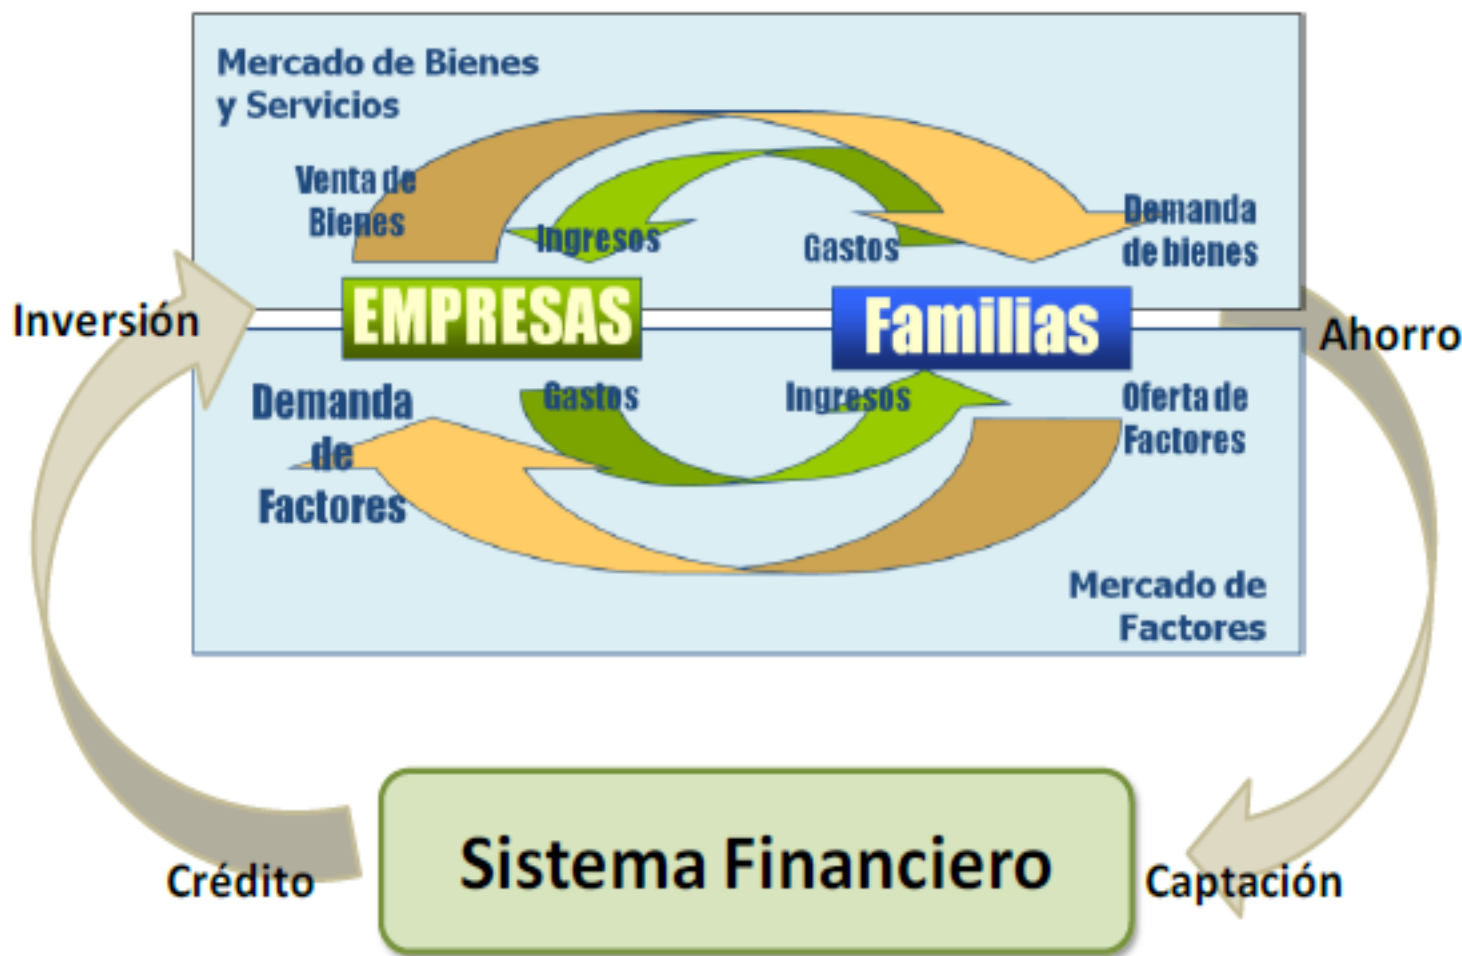 Mercado de Bienes
y Servicios
Venta de
Bienes
Ingresos
Gastos
Demanda
de bienes
Inversión
EMPRESAS
Familias
Ahorro
Demanda
de
Factores
Gastos
Ingresos
Oferta de
Factores
Mercado de
Factores
Crédito
Sistema Financiero
Captación